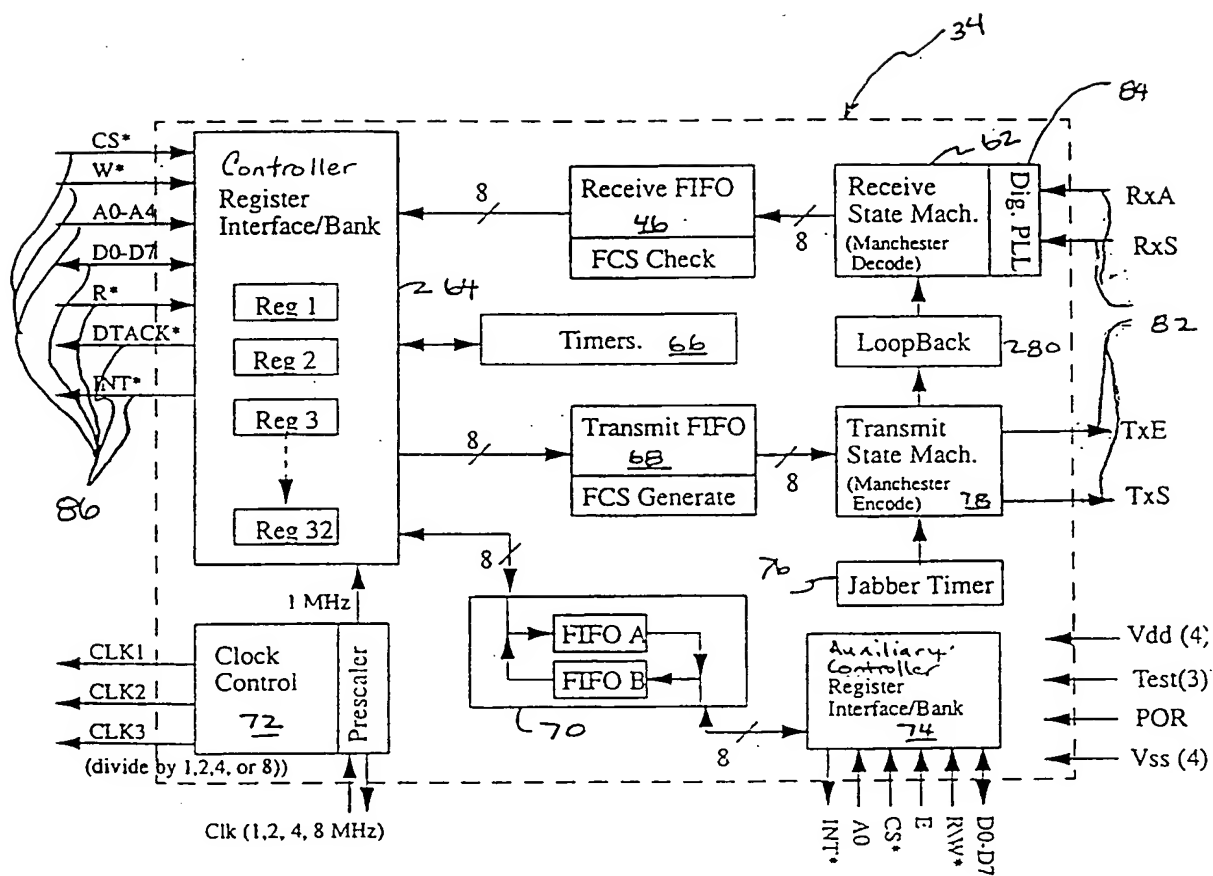 34
84
CS*
W*
A0-A4
D0-D7
R*
DTACK*
INT*
86
Controller
Register
Interface/Bank
Reg 1
Reg 2
Reg 3
Reg 32
64
8
Receive FIFO
46
FCS Check
8
62
Receive
State Mach.
(Manchester
Decode)
Dig. PLL
RxA
RxS
82
Timers. 66
LoopBack
80
8
Transmit FIFO
68
FCS Generate
8
Transmit
State Mach.
(Manchester
Encode) 78
TxE
TxS
76
Jabber Timer
8
FIFO A
FIFO B
70
8
1 MHz
CLK1
CLK2
CLK3
(divide by 1,2,4, or 8))
Clock
Control
72
Prescaler
Clk (1,2, 4, 8 MHz)
Auxiliary
Controller
Register
Interface/Bank
74
Vdd (4)
Test(3)
POR
Vss (4)
INT*
A0
CS*
E
R\W*
D0-D7